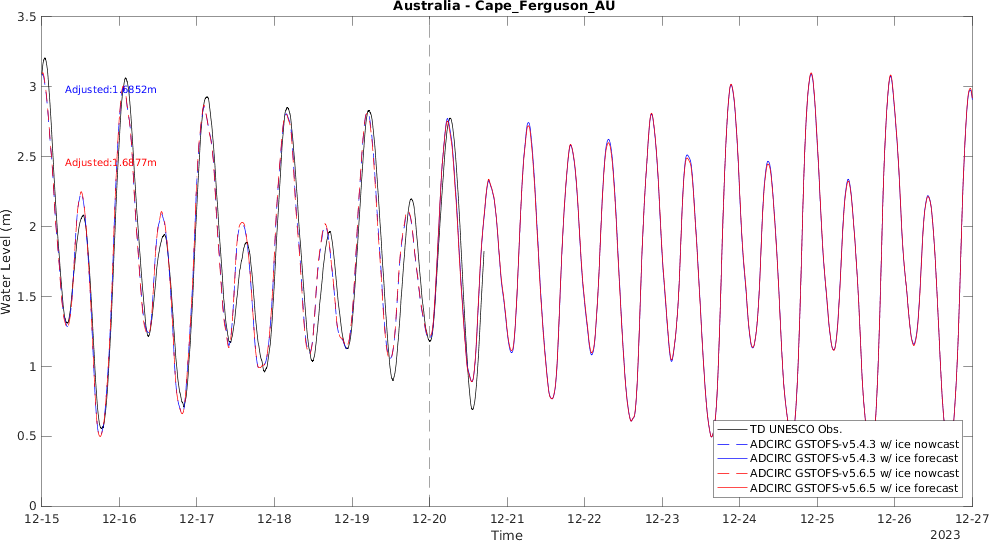 Australia - Cape_Ferguson_AU
3.5
3
2.5
2
1.5
1
0.5
0
Water Level (m)
Adjusted:1.6852m
Adjusted:1.6877m
TD UNESCO Obs.
ADCIRC GSTOFS-v5.4.3 w/ ice nowcast
ADCIRC GSTOFS-v5.4.3 w/ ice forecast
ADCIRC GSTOFS-v5.6.5 w/ ice nowcast
ADCIRC GSTOFS-v5.6.5 w/ ice forecast
12-15 12-16 12-17 12-18 12-19 12-20 12-21 12-22 12-23 12-24 12-25 12-26 12-27
Time
2023